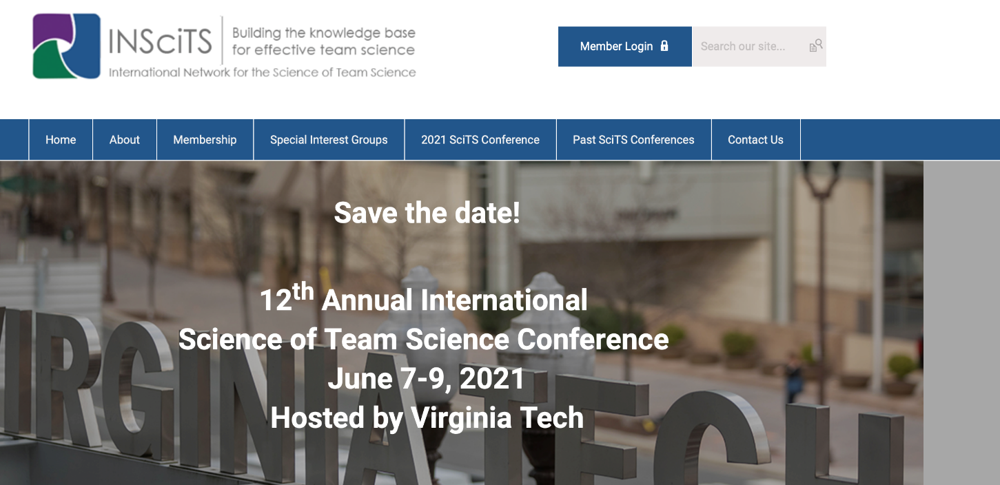 INSciTS
Building the knowledge base
for effective team science
International Network for the Science of Team Science
Member Login
Search our site...
Home
About
Membership
Special Interest Groups
2021 SciTS Conference
Past SciTS Conferences
Contact Us
Save the date!
12th Annual International
Science of Team Science Conference
June 7-9, 2021
Hosted by Virginia Tech
VIRGINIA TECH